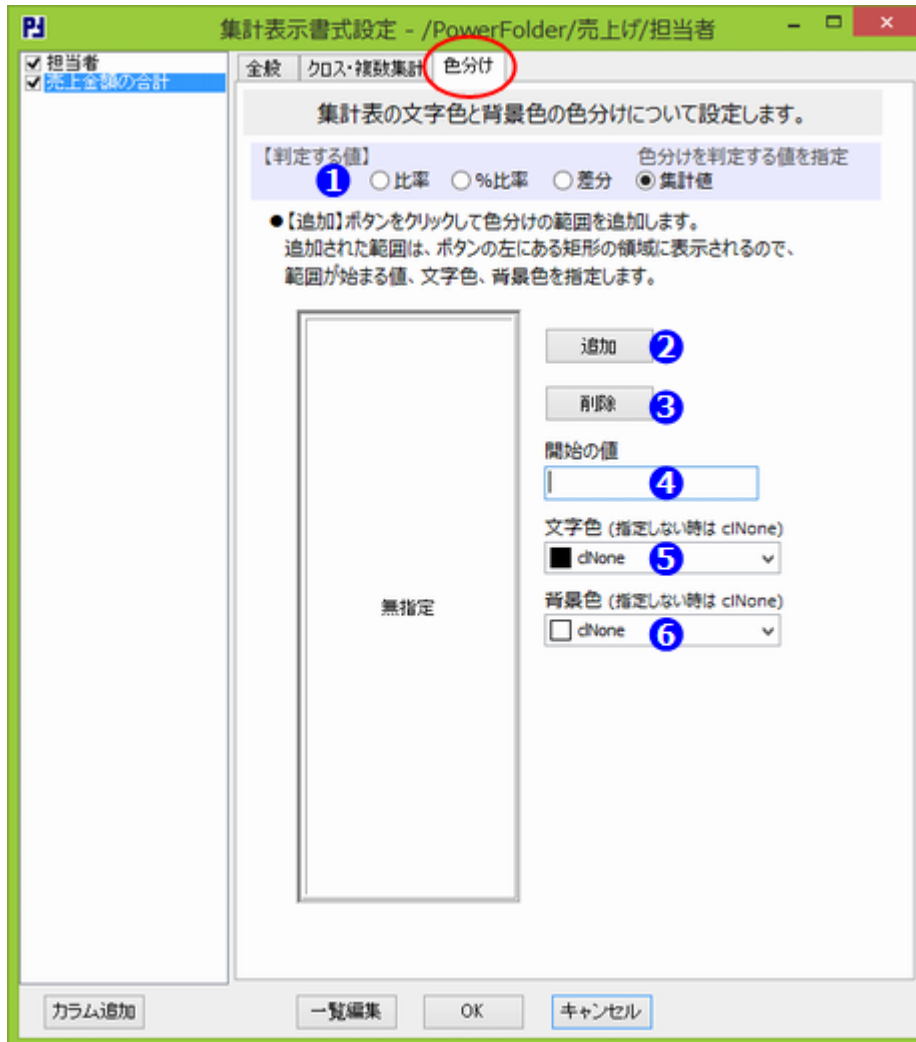 集計表示書式設定 - /PowerFolder/売上げ/担当者
担当者
売上金額の合計
全般 クロス・複数集計 色分け
集計表の文字色と背景色の色分けについて設定します。
【判定する値】 色分けを判定する値を指定
1 比率 %比率 差分 集計値
●【追加】ボタンをクリックして色分けの範囲を追加します。
追加された範囲は、ボタンの左にある矩形の領域に表示されるので、
範囲が始まる値、文字色、背景色を指定します。
追加 2
削除 3
開始の値
4
文字色 (指定しない時は clNone)
clNone 5
無指定
背景色 (指定しない時は clNone)
clNone 6
カラム追加 一覧編集 OK キャンセル